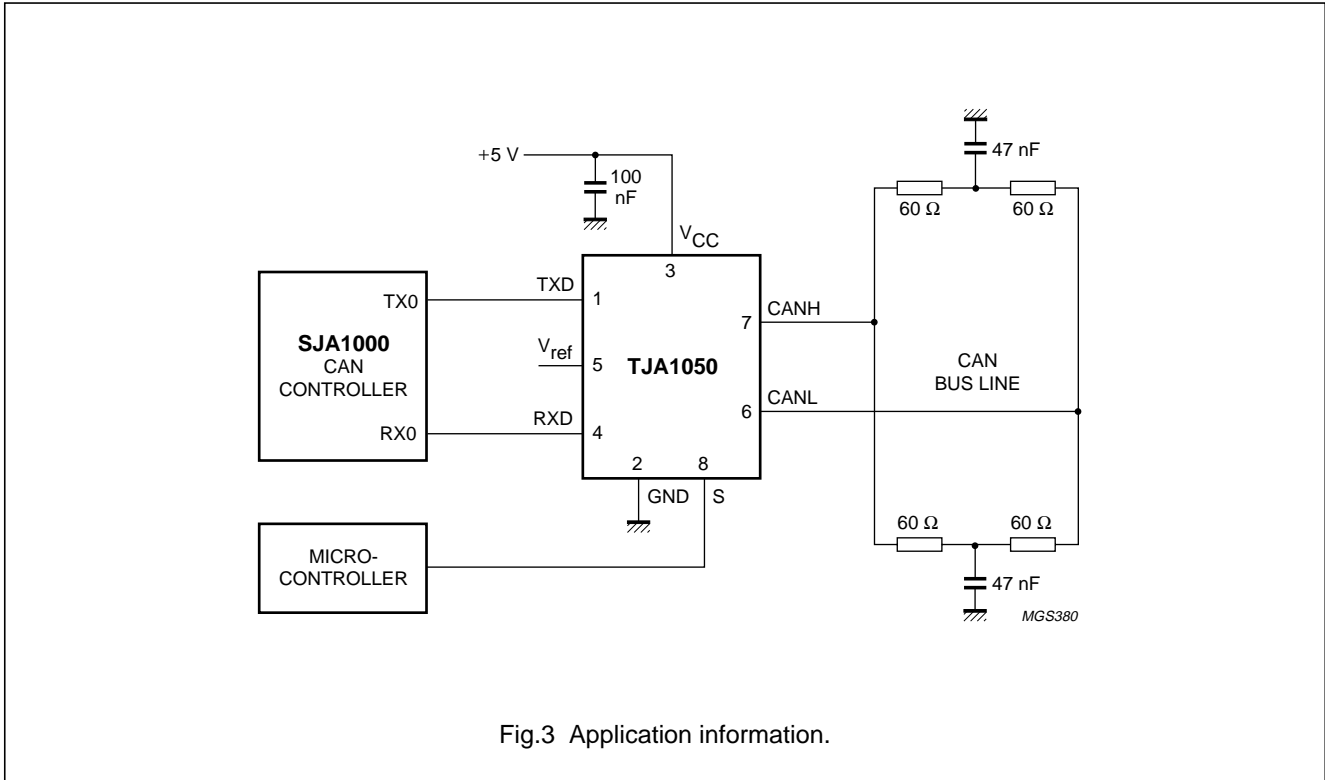 +5 V
100
nF
47 nF
60 Ω
60 Ω
VCC
3
TX0
TXD
1
SJA1000
CAN
CONTROLLER
Vref
5
TJA1050
7
CANH
CAN
BUS LINE
6
CANL
RX0
RXD
4
2
8
GND
S
MICRO-
CONTROLLER
60 Ω
60 Ω
47 nF
MGS380
Fig.3 Application information.